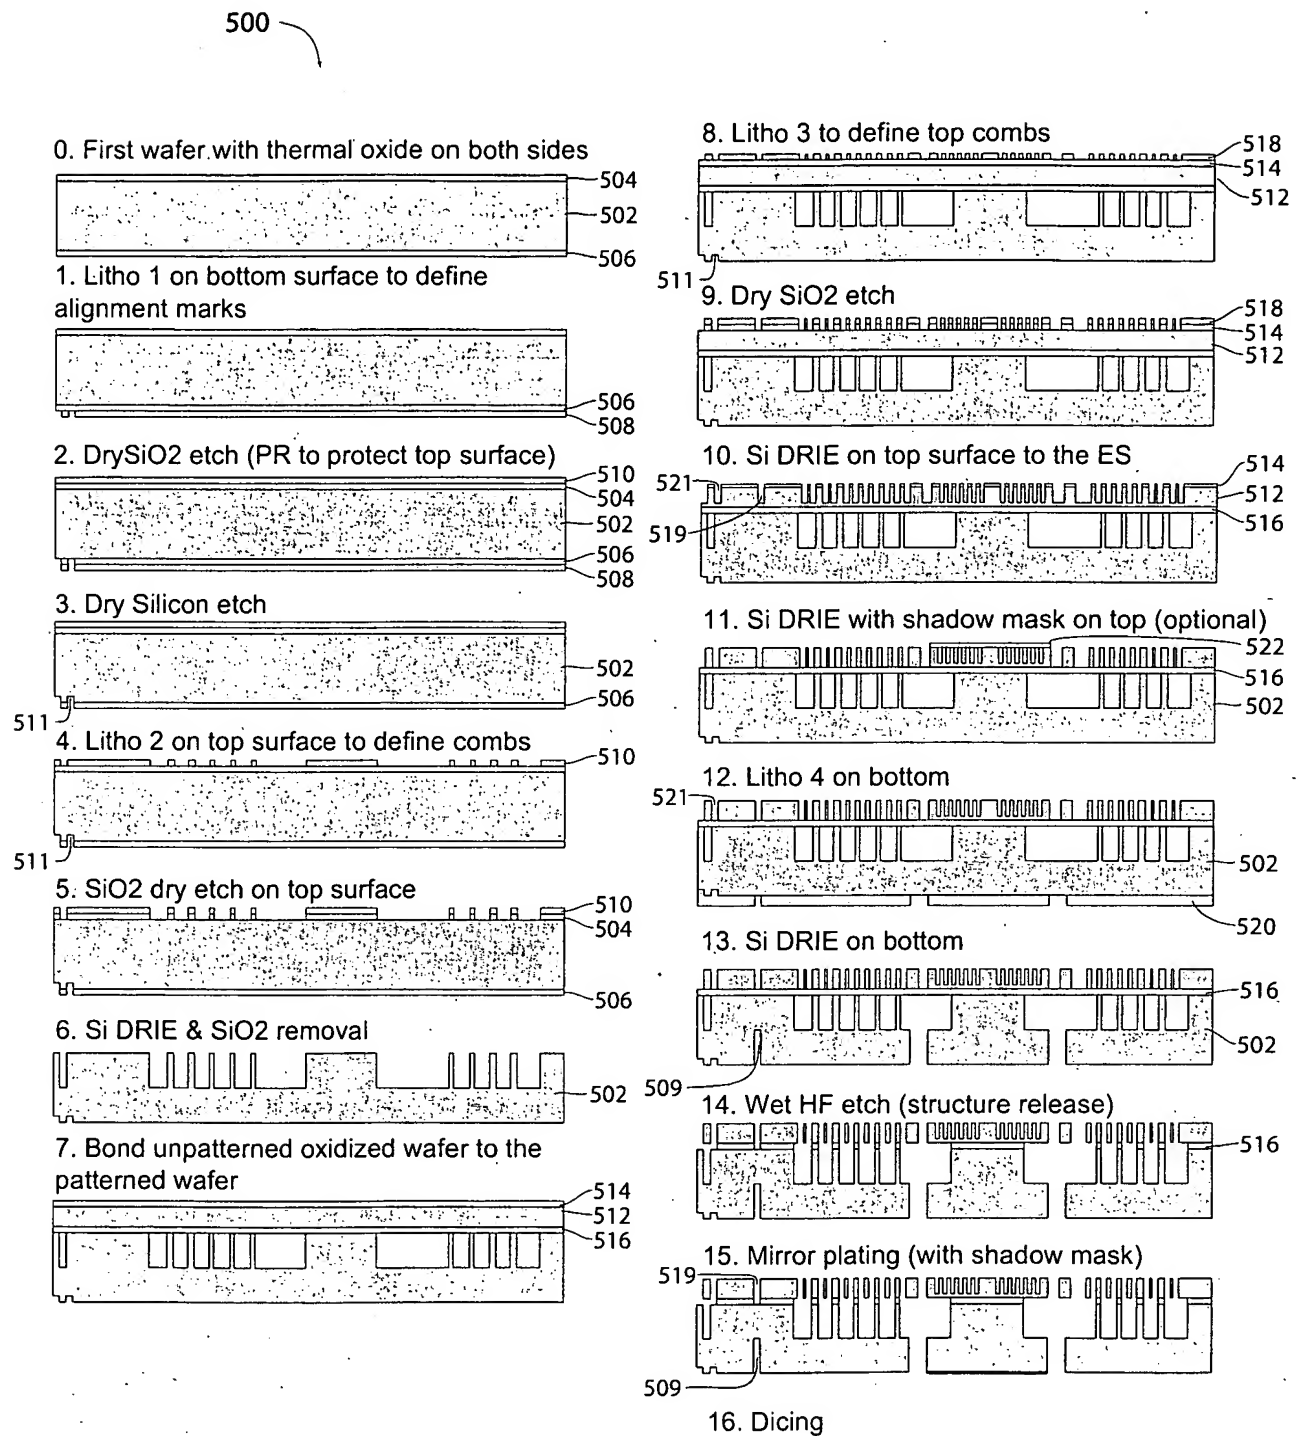 500
0. First wafer with thermal oxide on both sides
504
502
506
1. Litho 1 on bottom surface to define
alignment marks
506
508
2. DrySiO2 etch (PR to protect top surface)
510
504
502
506
508
3. Dry Silicon etch
502
506
511
4. Litho 2 on top surface to define combs
510
511
5. SiO2 dry etch on top surface
510
504
506
6. Si DRIE & SiO2 removal
502
7. Bond unpatterned oxidized wafer to the
patterned wafer
514
512
516
8. Litho 3 to define top combs
518
514
512
511
9. Dry SiO2 etch
518
514
512
10. Si DRIE on top surface to the ES
521
514
512
516
519
11. Si DRIE with shadow mask on top (optional)
522
516
502
12. Litho 4 on bottom
521
502
520
13. Si DRIE on bottom
516
502
509
14. Wet HF etch (structure release)
516
15. Mirror plating (with shadow mask)
519
509
16. Dicing